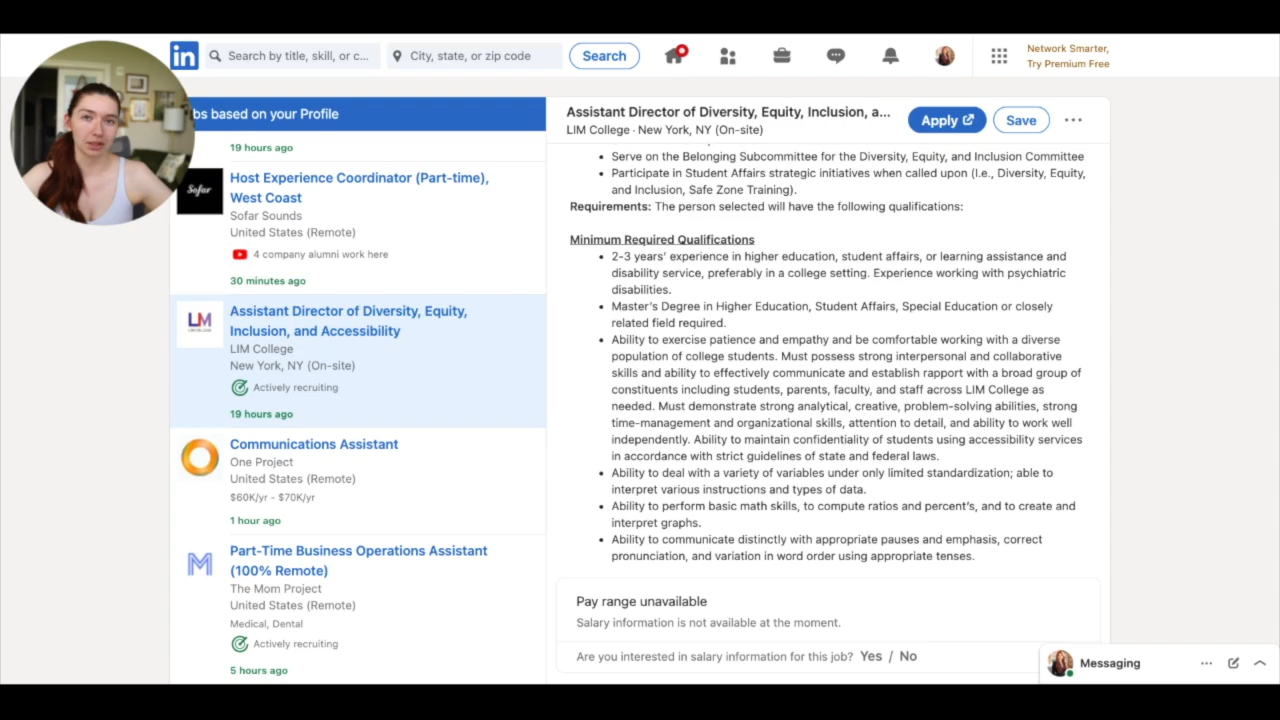 in
Search by title, skill, or c...
City, state, or zip code
Search
Network Smarter,
Try Premium Free
bs based on your Profile
19 hours ago
Sofar
Host Experience Coordinator (Part-time),
West Coast
Sofar Sounds
United States (Remote)
4 company alumni work here
30 minutes ago
LM
Assistant Director of Diversity, Equity,
Inclusion, and Accessibility
LIM College
New York, NY (On-site)
Actively recruiting
19 hours ago
Communications Assistant
One Project
United States (Remote)
$60K/yr - $70K/yr
1 hour ago
Part-Time Business Operations Assistant
(100% Remote)
The Mom Project
United States (Remote)
Medical, Dental
Actively recruiting
5 hours ago
Assistant Director of Diversity, Equity, Inclusion, a...
LIM College · New York, NY (On-site)
Apply
Save
• Serve on the Belonging Subcommittee for the Diversity, Equity, and Inclusion Committee
• Participate in Student Affairs strategic initiatives when called upon (I.e., Diversity, Equity,
and Inclusion, Safe Zone Training).
Requirements: The person selected will have the following qualifications:
Minimum Required Qualifications
• 2-3 years' experience in higher education, student affairs, or learning assistance and
disability service, preferably in a college setting. Experience working with psychiatric
disabilities.
• Master's Degree in Higher Education, Student Affairs, Special Education or closely
related field required.
• Ability to exercise patience and empathy and be comfortable working with a diverse
population of college students. Must possess strong interpersonal and collaborative
skills and ability to effectively communicate and establish rapport with a broad group of
constituents including students, parents, faculty, and staff across LIM College as
needed. Must demonstrate strong analytical, creative, problem-solving abilities, strong
time-management and organizational skills, attention to detail, and ability to work well
independently. Ability to maintain confidentiality of students using accessibility services
in accordance with strict guidelines of state and federal laws.
• Ability to deal with a variety of variables under only limited standardization; able to
interpret various instructions and types of data.
• Ability to perform basic math skills, to compute ratios and percent's, and to create and
interpret graphs.
• Ability to communicate distinctly with appropriate pauses and emphasis, correct
pronunciation, and variation in word order using appropriate tenses.
Pay range unavailable
Salary information is not available at the moment.
Are you interested in salary information for this job? Yes / No
Messaging